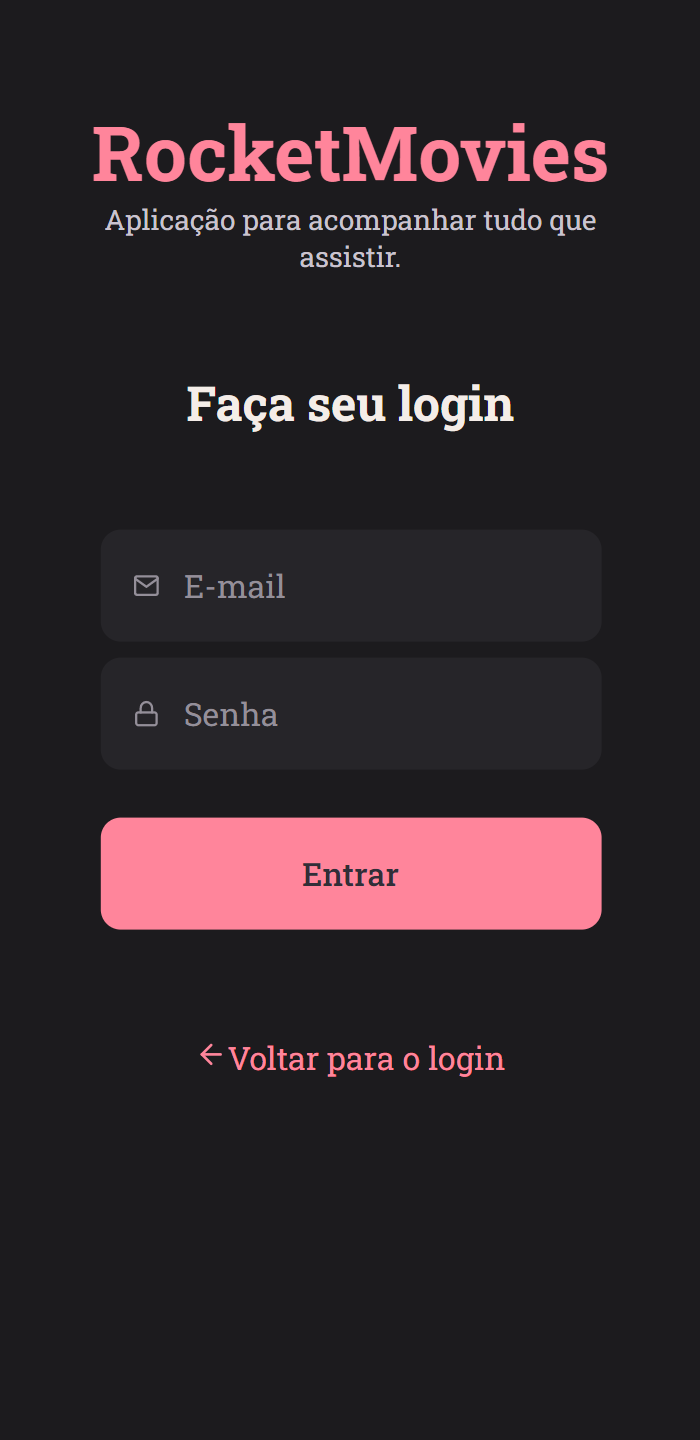 RocketMovies
Aplicação para acompanhar tudo que
assistir.
Faça seu login
E-mail
Senha
Entrar
Voltar para o login